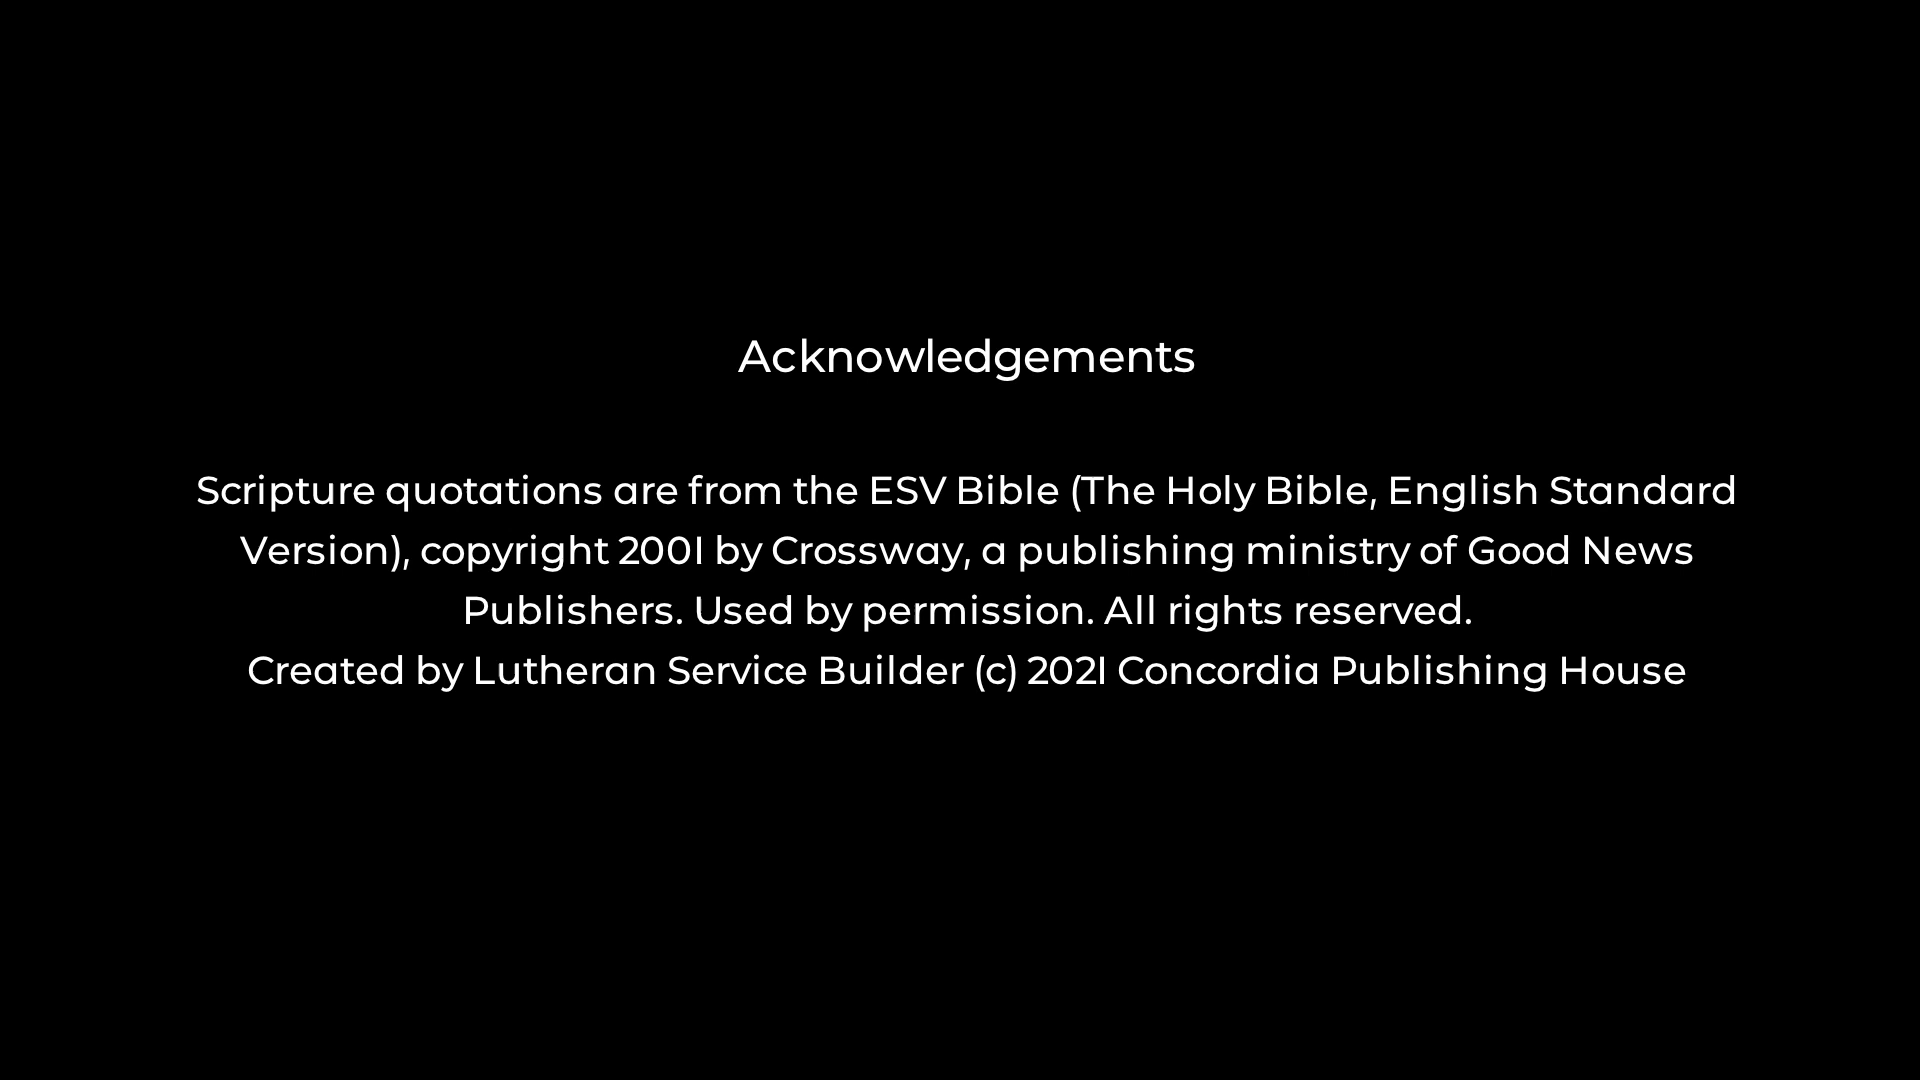 Acknowledgements
Scripture quotations are from the ESV Bible (The Holy Bible, English Standard
Version), copyright 2001 by Crossway, a publishing ministry of Good News
Publishers. Used by permission. All rights reserved.
Created by Lutheran Service Builder (c) 2021 Concordia Publishing House